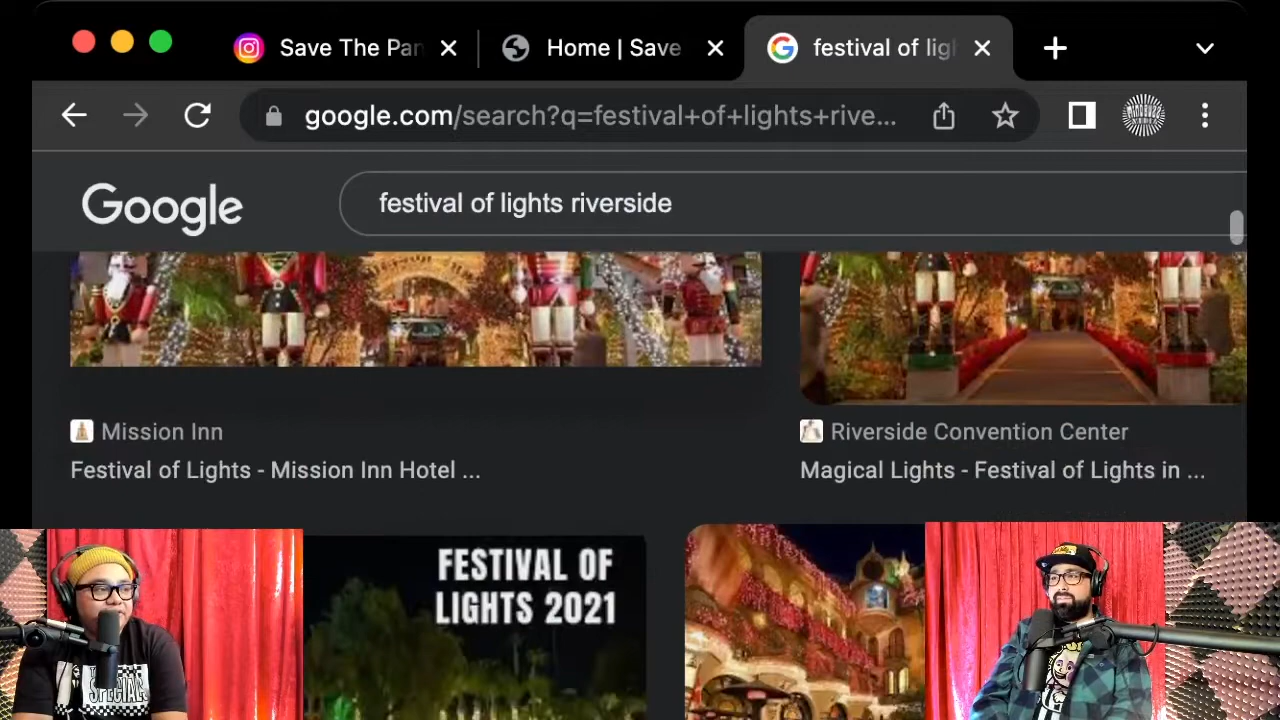 Save The Pan
Home | Save
festival of lig
google.com/search?q=festival+of+lights+rive...
Google
festival of lights riverside
Mission Inn
Riverside Convention Center
Festival of Lights - Mission Inn Hotel ...
Magical Lights - Festival of Lights in ...
FESTIVAL OF
LIGHTS 2021
SPECIALS